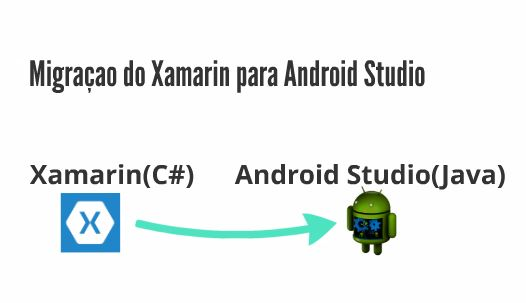 Migraçao do Xamarin para Android Studio
Xamarin(C#) Android Studio(Java)
X